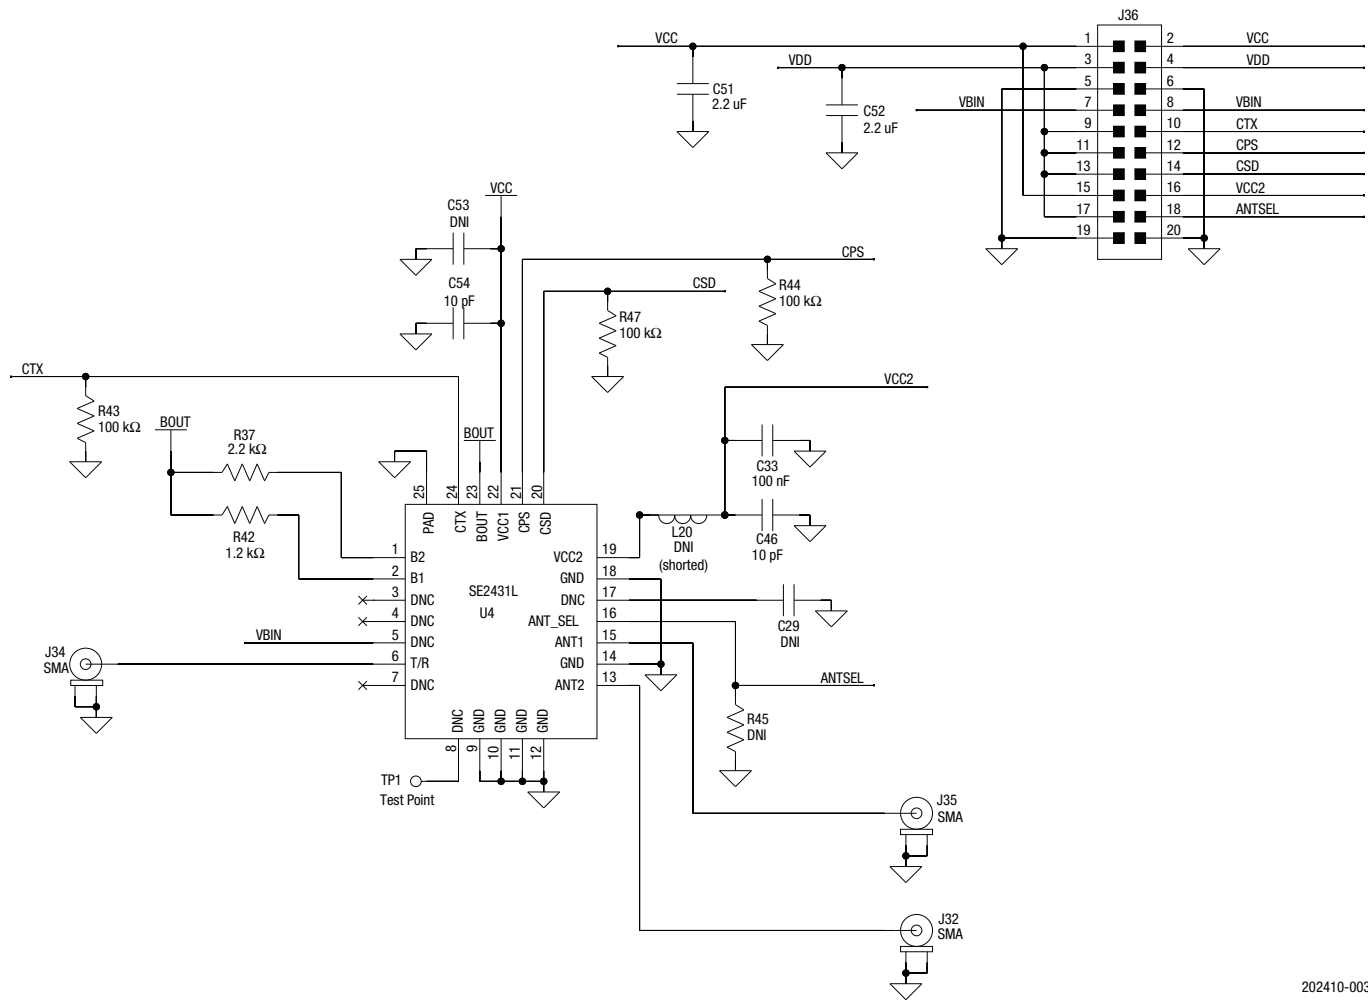 J36
VCC
1
2
VCC
VDD
3
4
VDD
5
6
VBIN
7
8
VBIN
9
10
CTX
11
12
CPS
13
14
CSD
15
16
VCC2
17
18
ANTSEL
19
20
C51
2.2 uF
C52
2.2 uF
VCC
C53
DNI
C54
10 pF
CPS
R44
100 kΩ
CSD
R47
100 kΩ
CTX
R43
100 kΩ
BOUT
R37
2.2 kΩ
R42
1.2 kΩ
BOUT
VCC2
C33
100 nF
L20
DNI
(shorted)
C46
10 pF
25
24
23
22
21
20
PAD
CTX
BOUT
VCC1
CPS
CSD
1
B2
VCC2
19
2
B1
GND
18
3
DNC
DNC
17
4
DNC
ANT_SEL
16
5
DNC
ANT1
15
6
T/R
GND
14
7
DNC
ANT2
13
SE2431L
U4
VBIN
J34
SMA
C29
DNI
ANTSEL
R45
DNI
DNC
GND
GND
GND
GND
8
9
10
11
12
TP1
Test Point
J35
SMA
J32
SMA
202410-003